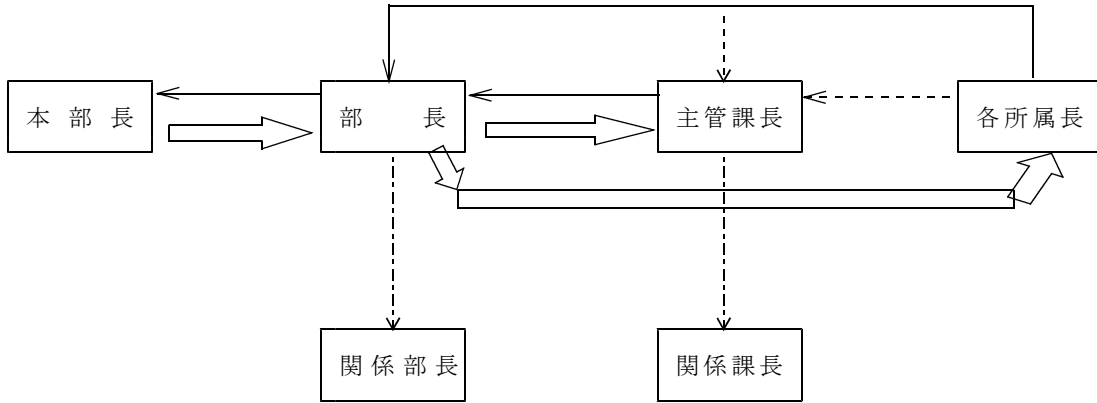 本部長
部長
主管課長
各所属長
関係部長
関係課長